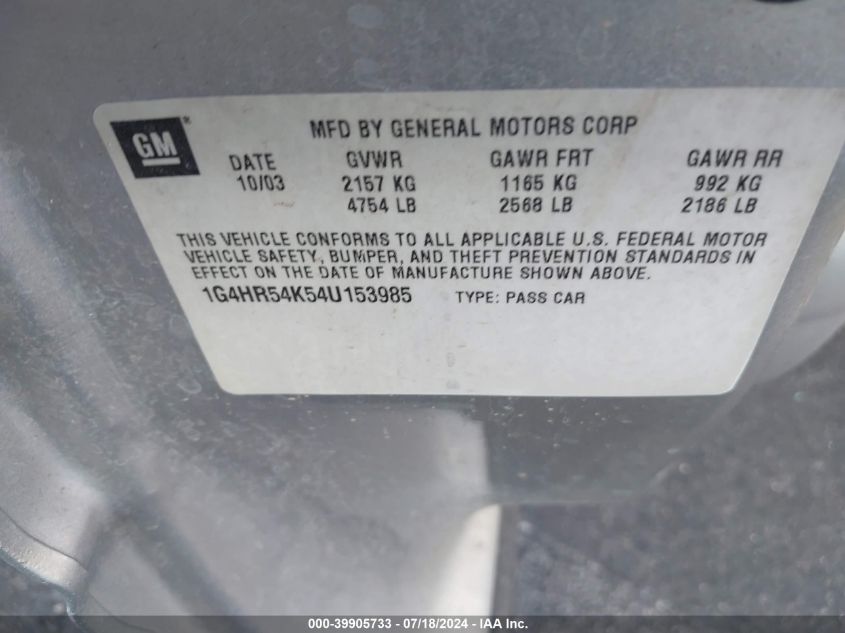 GM®
MFD BY GENERAL MOTORS CORP
DATE GVWR GAWR FRT GAWR RR
10/03 2157 KG 1165 KG 992 KG
4754 LB 2568 LB 2186 LB
THIS VEHICLE CONFORMS TO ALL APPLICABLE U.S. FEDERAL MOTOR
VEHICLE SAFETY, BUMPER, AND THEFT PREVENTION STANDARDS IN
EFFECT ON THE DATE OF MANUFACTURE SHOWN ABOVE.
1G4HR54K54U153985 TYPE: PASS CAR
000-39905733 - 07/18/2024 - IAA Inc.